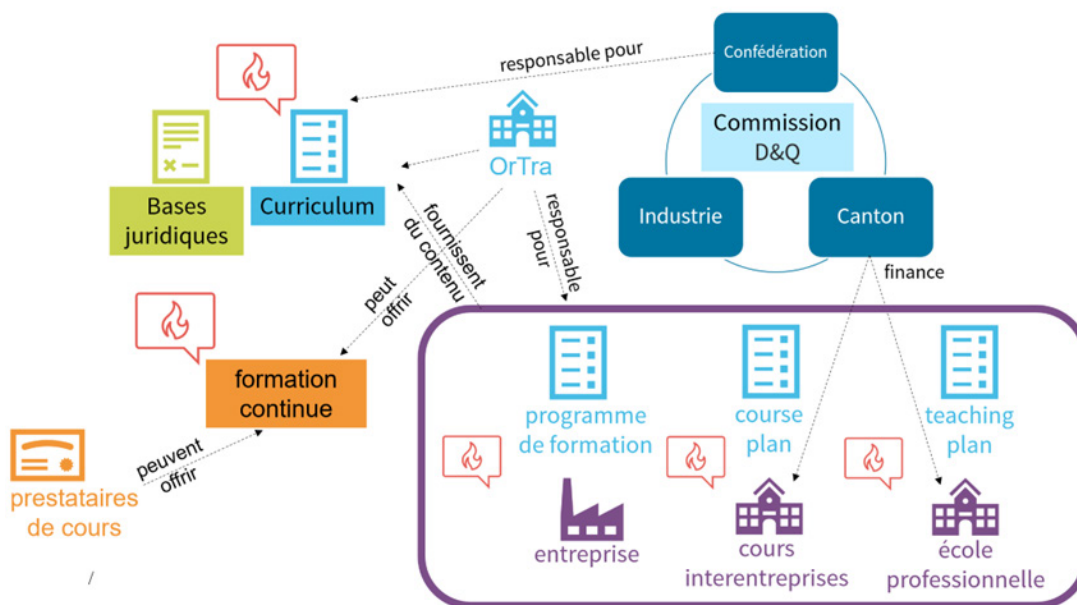 Confédération
responsable pour
Commission
D&Q
OrTra
Bases
juridiques
Curriculum
Industrie
Canton
responsable
pour
fournissent
du contenu
finance
peut
offrir
formation
continue
programme
de formation
course
plan
teaching
plan
peuvent
offrir
prestataires
de cours
entreprise
cours
interentreprises
école
professionnelle
/